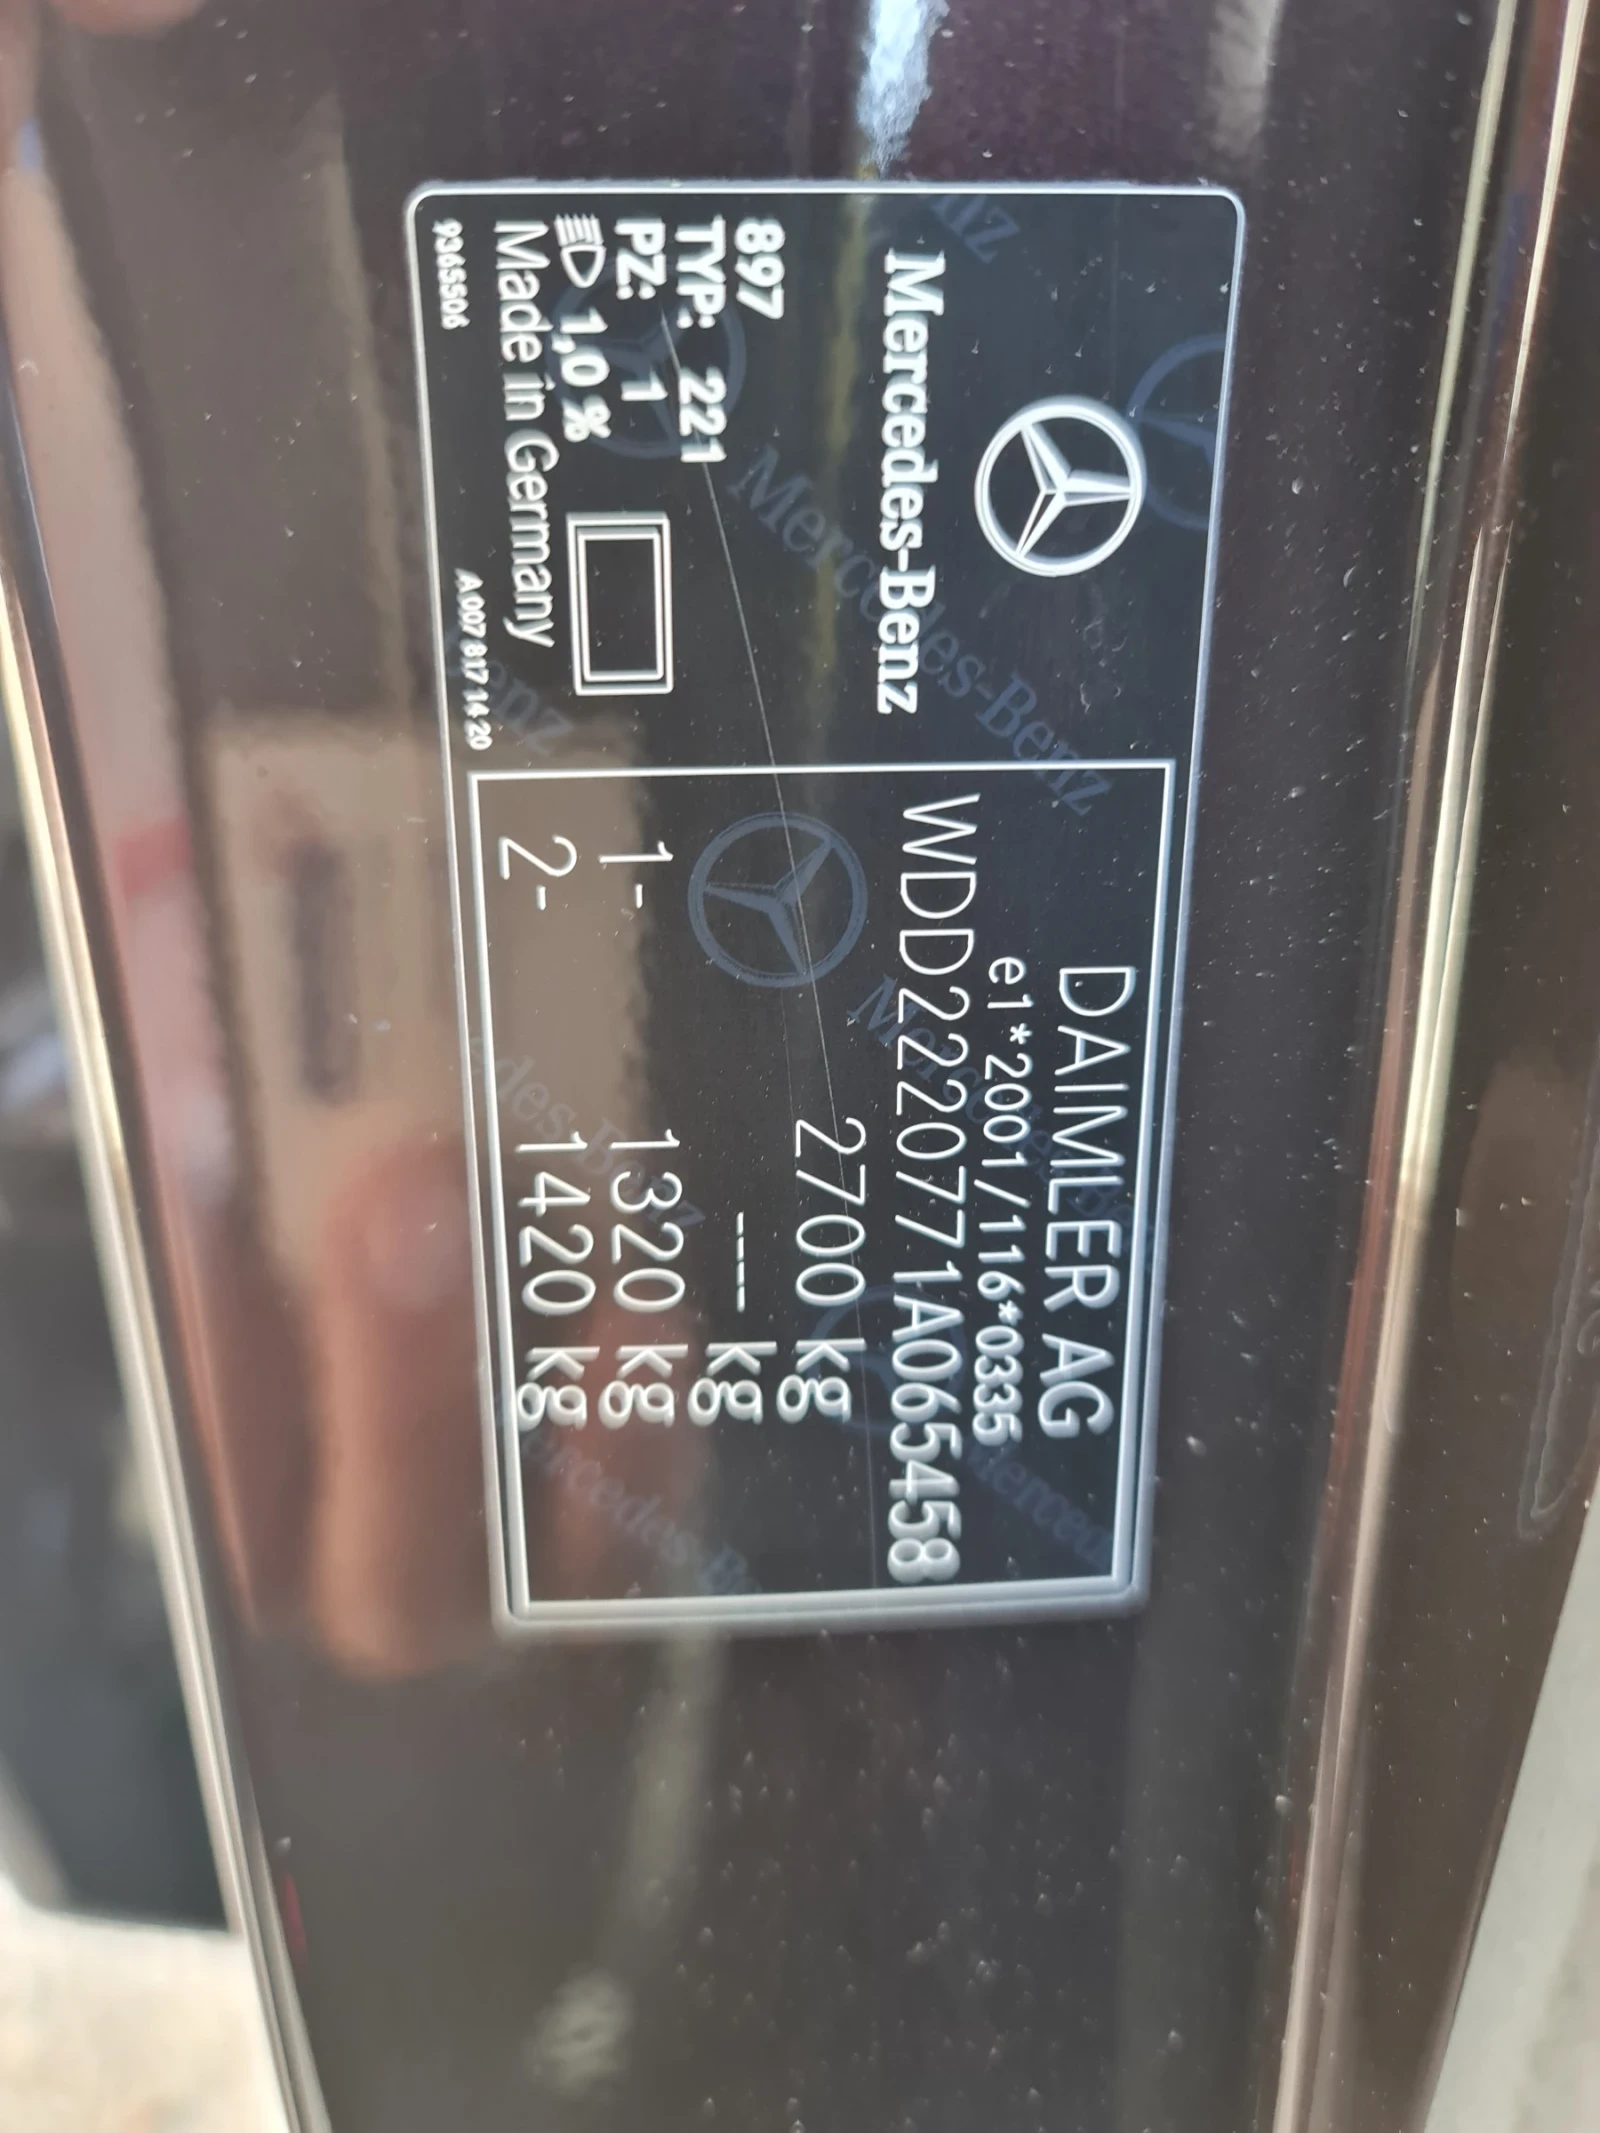 Mercedes-Benz
897
TYP: 221
PZ: 1
1,0 %
Made in Germany
9365506
A 007 817 14 20
DAIMLER AG
e1*2001/116*0335
WDD2220771A065458
2700 kg
---- kg
1- 1320 kg
2- 1420 kg